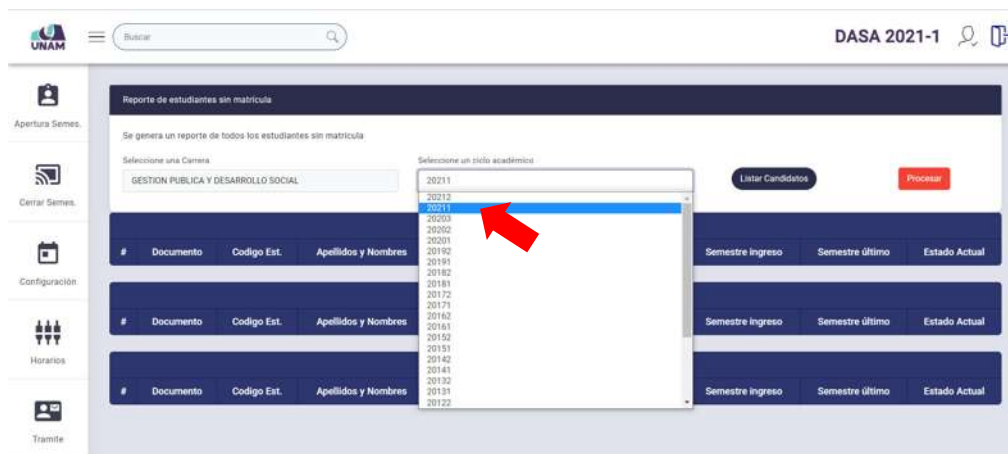 UNAM
Buscar
DASA 2021-1
Apertura Semes.
Cerrar Semes.
Configuración
Horarios
Tramite
Reporte de estudiantes sin matrícula
Se genera un reporte de todos los estudiantes sin matrícula
Seleccione una Carrera
Seleccione un ciclo académico
GESTION PUBLICA Y DESARROLLO SOCIAL
20211
Listar Candidatos
Procesar
20212
20211
20203
20202
20201
20192
20191
20182
20181
20172
20171
20162
20161
20152
20151
20142
20141
20132
20131
20122
# Documento Codigo Est. Apellidos y Nombres Semestre ingreso Semestre último Estado Actual
# Documento Codigo Est. Apellidos y Nombres Semestre ingreso Semestre último Estado Actual
# Documento Codigo Est. Apellidos y Nombres Semestre ingreso Semestre último Estado Actual